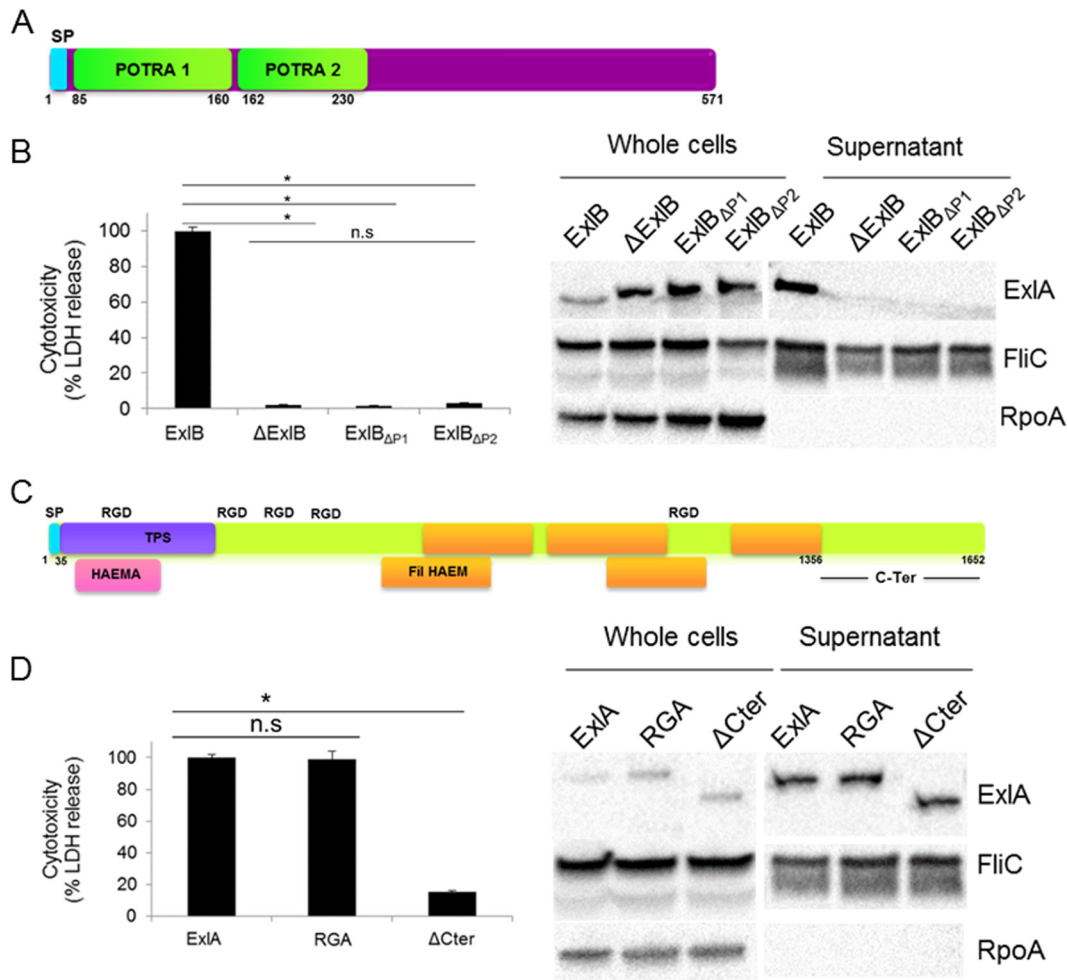 A
SP
POTRA 1 POTRA 2
1 85 160 162 230 571
B
Cytotoxicity
(% LDH release)
100
80
60
40
20
0
*
*
*
n.s
ExlB ΔExlB ExlBΔP1 ExlBΔP2
Whole cells Supernatant
ExlB ΔExlB ExlBΔP1 ExlBΔP2 ExlB ΔExlB ExlBΔP1 ExlBΔP2
ExlA
FliC
RpoA
C
SP RGD RGD RGD RGD RGD
TPS
1 35 1356 1652
HAEMA Fil HAEM C-Ter
D
Cytotoxicity
(% LDH release)
100
80
60
40
20
0
*
n.s
ExlA RGA ΔCter
Whole cells Supernatant
ExlA RGA ΔCter ExlA RGA ΔCter
ExlA
FliC
RpoA